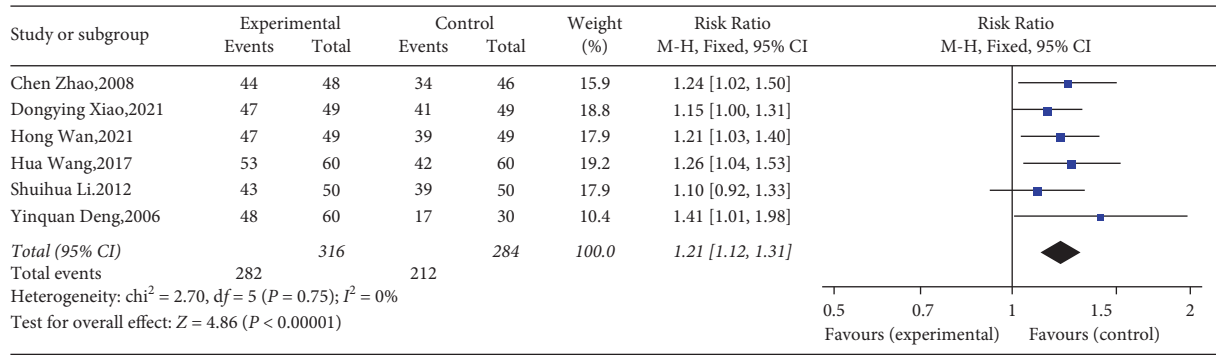 Study or subgroup Experimental Control Weight Risk Ratio Risk Ratio
Events Total Events Total (%) M-H, Fixed, 95% CI M-H, Fixed, 95% CI
Chen Zhao,2008 44 48 34 46 15.9 1.24 [1.02, 1.50]
Dongying Xiao,2021 47 49 41 49 18.8 1.15 [1.00, 1.31]
Hong Wan,2021 47 49 39 49 17.9 1.21 [1.03, 1.40]
Hua Wang,2017 53 60 42 60 19.2 1.26 [1.04, 1.53]
Shuihua Li.2012 43 50 39 50 17.9 1.10 [0.92, 1.33]
Yinquan Deng,2006 48 60 17 30 10.4 1.41 [1.01, 1.98]
Total (95% CI) 316 284 100.0 1.21 [1.12, 1.31]
Total events 282 212
Heterogeneity: chi² = 2.70, df = 5 (P = 0.75); I² = 0%
Test for overall effect: Z = 4.86 (P < 0.00001)
0.5 0.7 1 1.5 2
Favours (experimental) Favours (control)